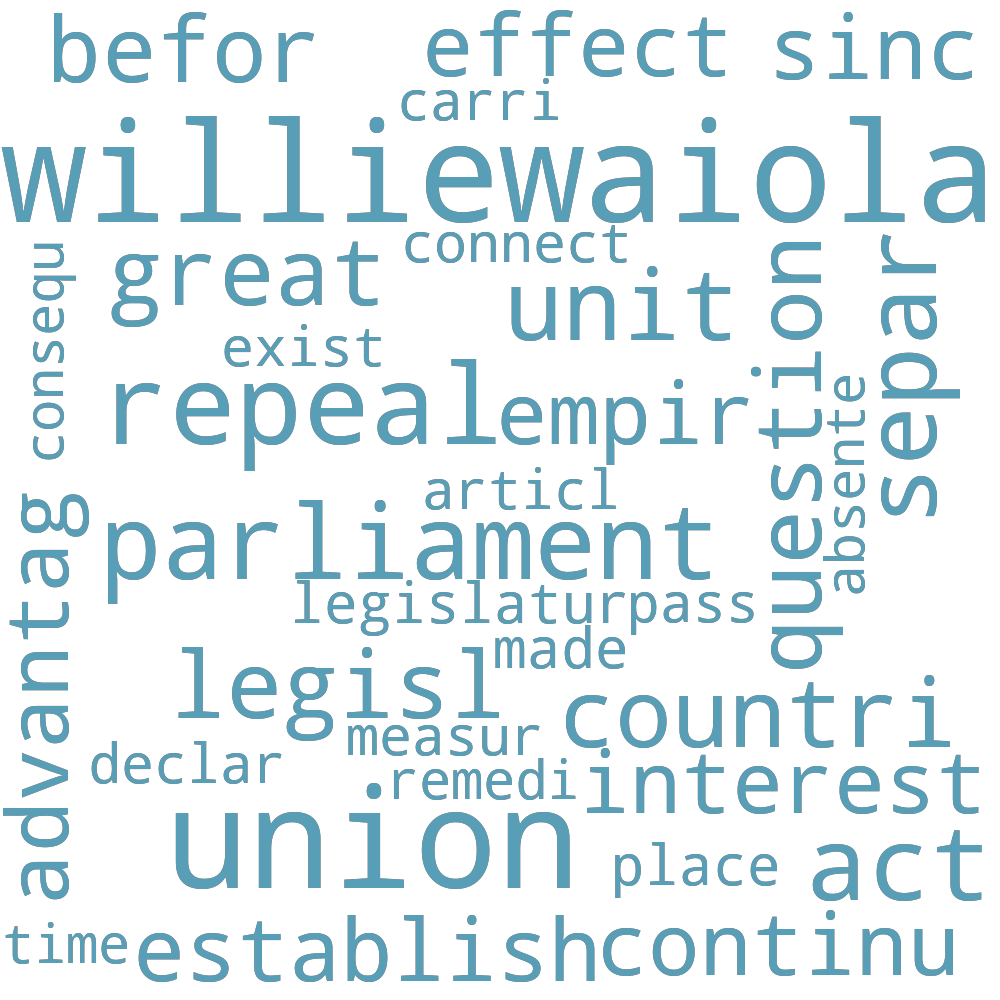 befor effect sinc
carri
williewaiola
consequ great connect question separ
unit
exist
repeal empir absente
advantag articl
parliament
legislaturpass
made
legisl countri
measur
declar remedi interest
union
place act
time establish continu